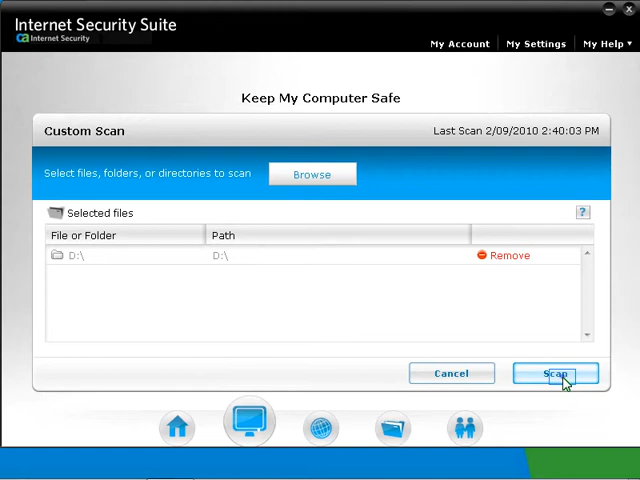 Internet Security Suite
ca Internet Security
My Account My Settings My Help
Keep My Computer Safe
Custom Scan Last Scan 2/09/2010 2:40:03 PM
Select files, folders, or directories to scan Browse
Selected files ?
File or Folder Path
D:\ D:\ Remove
Cancel Scan